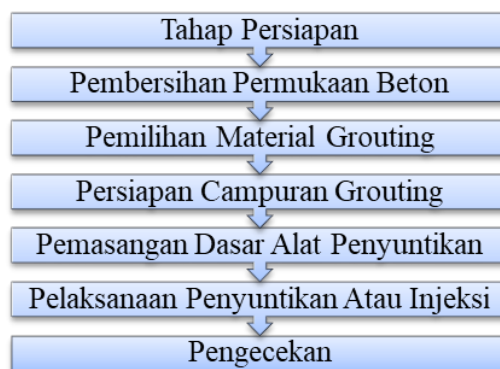 Tahap Persiapan
Pembersihan Permukaan Beton
Pemilihan Material Grouting
Persiapan Campuran Grouting
Pemasangan Dasar Alat Penyuntikan
Pelaksanaan Penyuntikan Atau Injeksi
Pengecekan